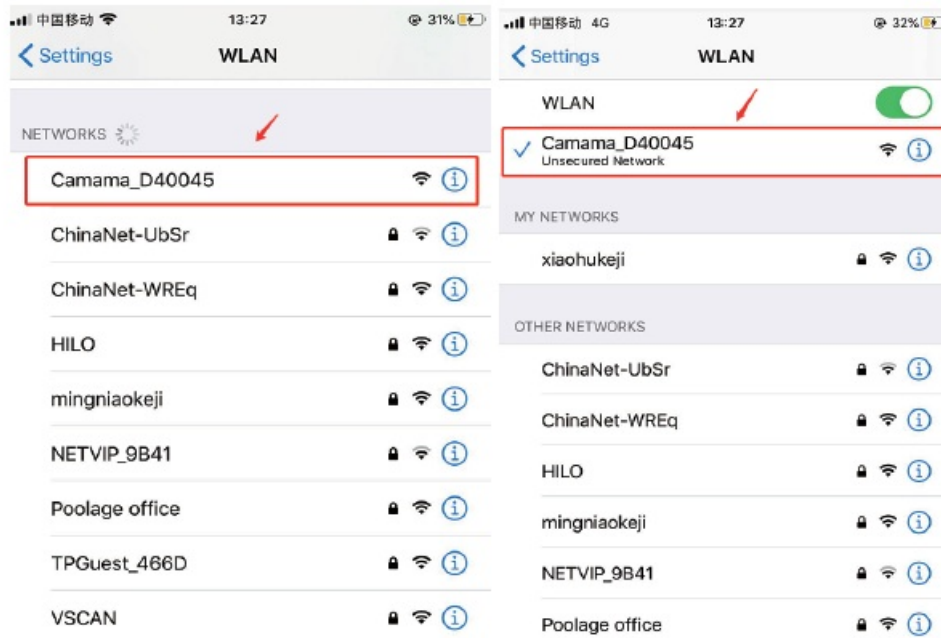 中国移动 13:27 31%
Settings WLAN
NETWORKS
Camama_D40045
ChinaNet-UbSr
ChinaNet-WREq
HILO
mingniaokeji
NETVIP_9B41
Poolage office
TPGuest_466D
VSCAN
中国移动 4G 13:27 32%
Settings WLAN
WLAN
Camama_D40045
Unsecured Network
MY NETWORKS
xiaohukeji
OTHER NETWORKS
ChinaNet-UbSr
ChinaNet-WREq
HILO
mingniaokeji
NETVIP_9B41
Poolage office